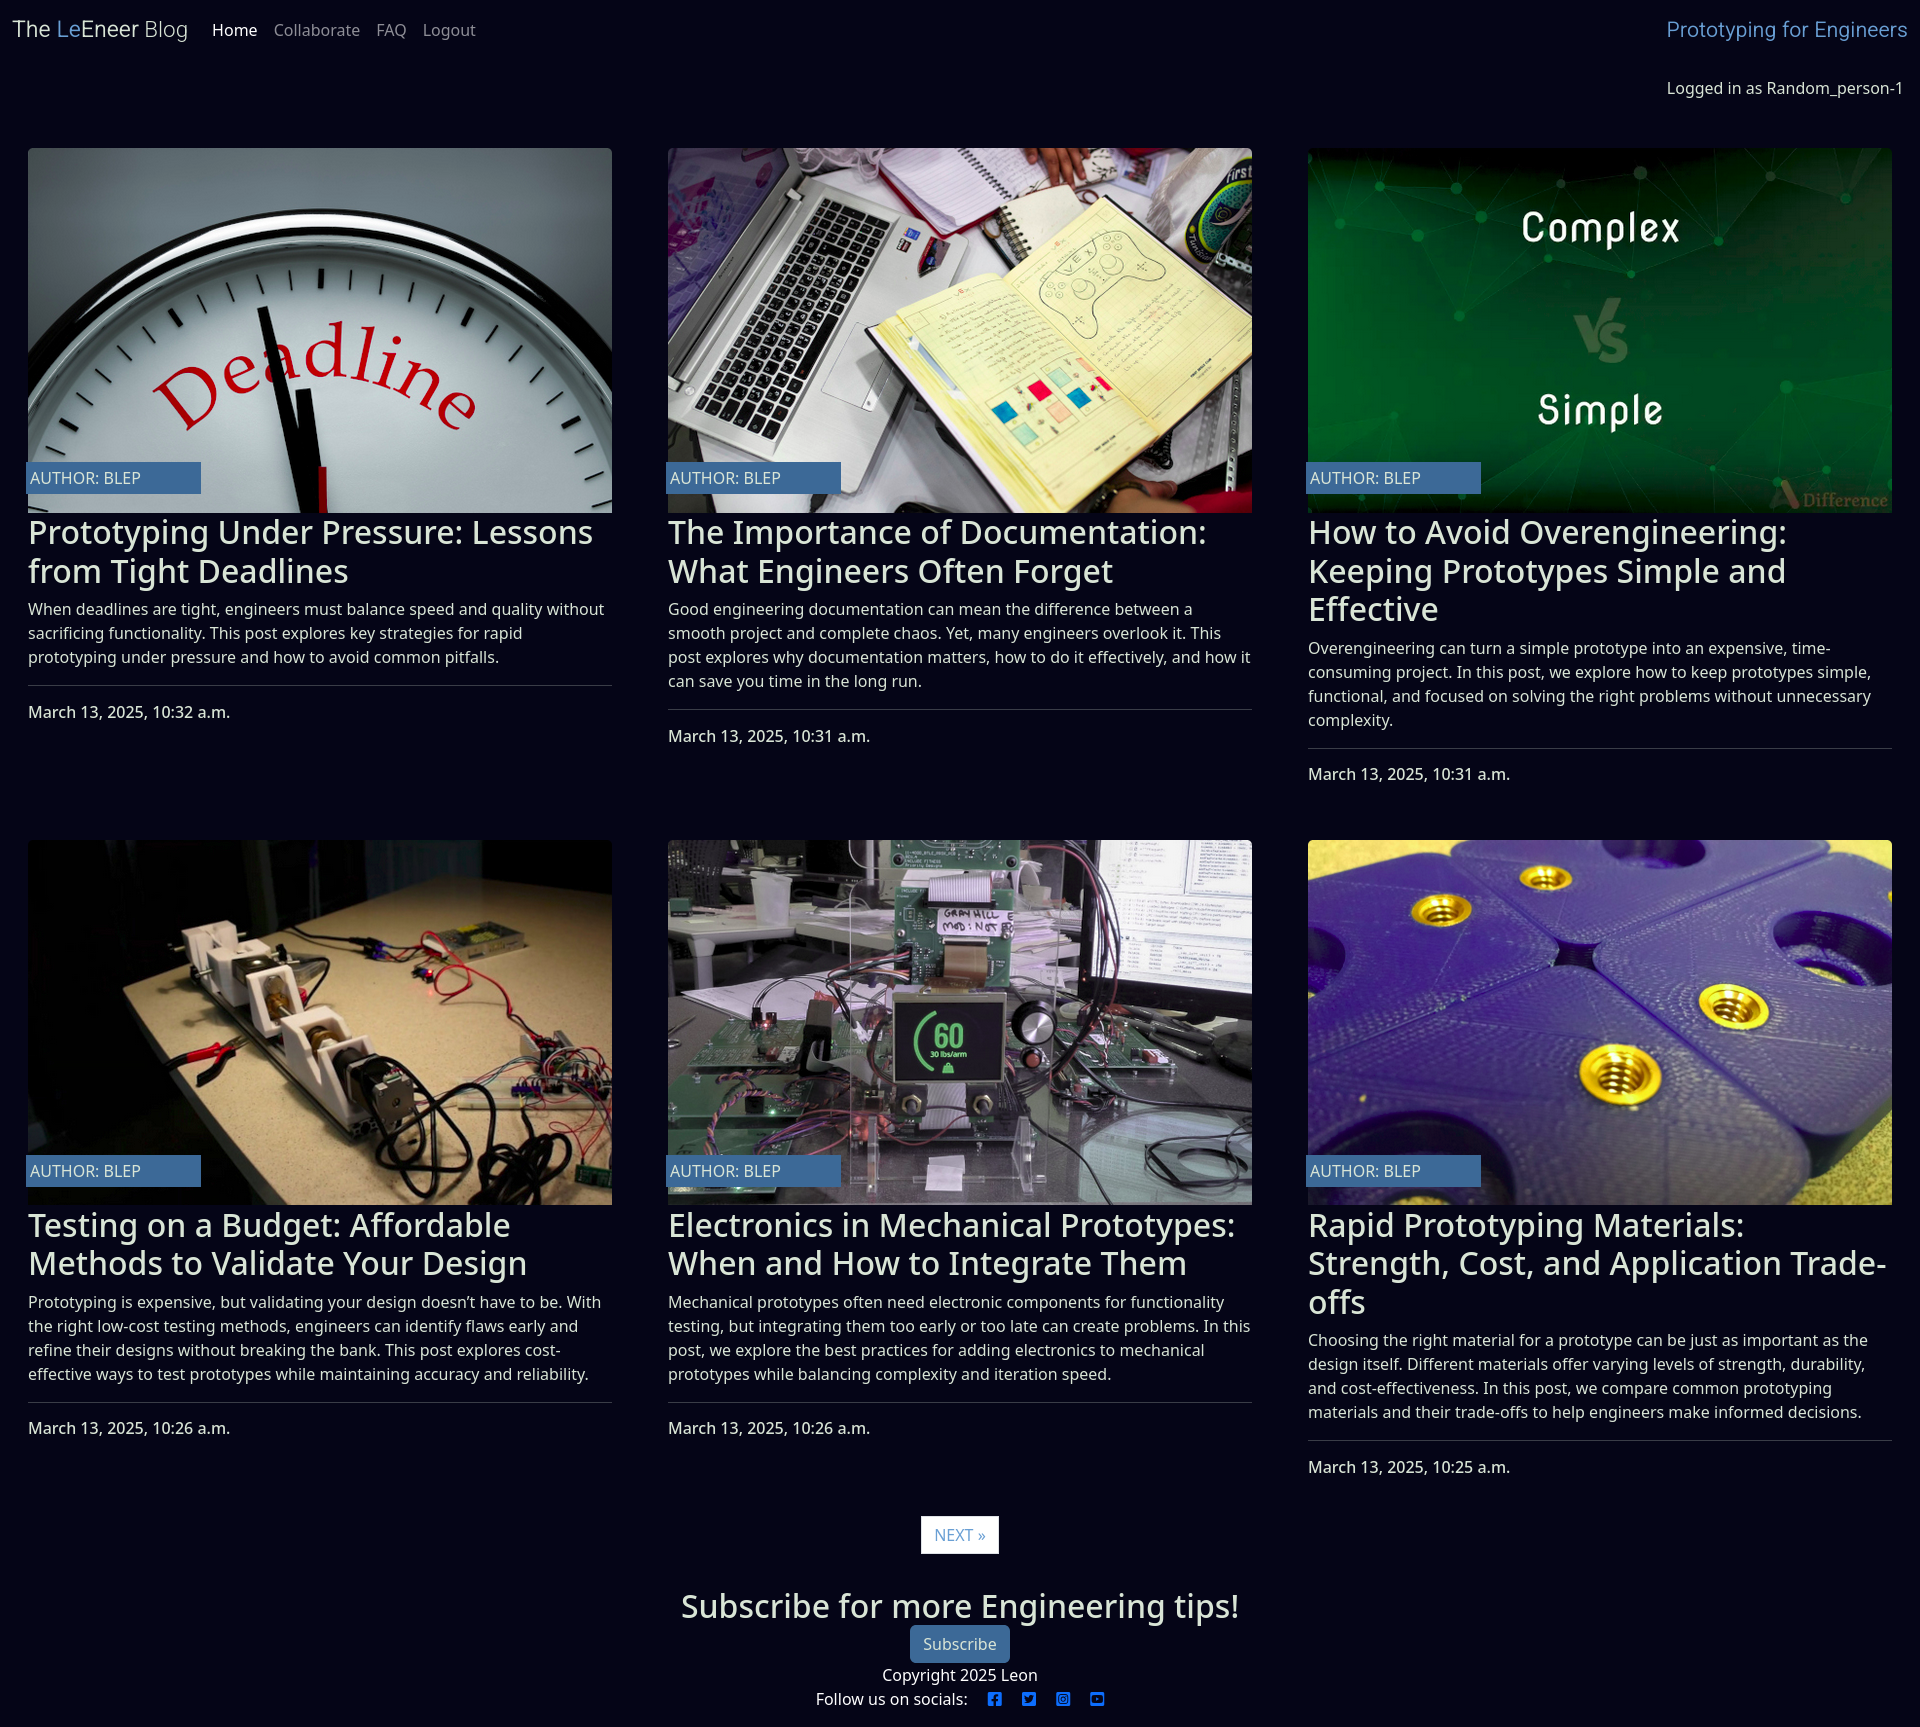 The LeEneer Blog Home Collaborate FAQ Logout Prototyping for Engineers
Logged in as Random_person-1
Deadline
AUTHOR: BLEP
Prototyping Under Pressure: Lessons
from Tight Deadlines
When deadlines are tight, engineers must balance speed and quality without
sacrificing functionality. This post explores key strategies for rapid
prototyping under pressure and how to avoid common pitfalls.
March 13, 2025, 10:32 a.m.
VEX
AUTHOR: BLEP
The Importance of Documentation:
What Engineers Often Forget
Good engineering documentation can mean the difference between a
smooth project and complete chaos. Yet, many engineers overlook it. This
post explores why documentation matters, how to do it effectively, and how it
can save you time in the long run.
March 13, 2025, 10:31 a.m.
Complex
VS
Simple
Difference
AUTHOR: BLEP
How to Avoid Overengineering:
Keeping Prototypes Simple and
Effective
Overengineering can turn a simple prototype into an expensive, time-
consuming project. In this post, we explore how to keep prototypes simple,
functional, and focused on solving the right problems without unnecessary
complexity.
March 13, 2025, 10:31 a.m.
AUTHOR: BLEP
Testing on a Budget: Affordable
Methods to Validate Your Design
Prototyping is expensive, but validating your design doesn’t have to be. With
the right low-cost testing methods, engineers can identify flaws early and
refine their designs without breaking the bank. This post explores cost-
effective ways to test prototypes while maintaining accuracy and reliability.
March 13, 2025, 10:26 a.m.
GRAYHILL
MOD: NOT
60
30 lbs/arm
AUTHOR: BLEP
Electronics in Mechanical Prototypes:
When and How to Integrate Them
Mechanical prototypes often need electronic components for functionality
testing, but integrating them too early or too late can create problems. In this
post, we explore the best practices for adding electronics to mechanical
prototypes while balancing complexity and iteration speed.
March 13, 2025, 10:26 a.m.
AUTHOR: BLEP
Rapid Prototyping Materials:
Strength, Cost, and Application Trade-
offs
Choosing the right material for a prototype can be just as important as the
design itself. Different materials offer varying levels of strength, durability,
and cost-effectiveness. In this post, we compare common prototyping
materials and their trade-offs to help engineers make informed decisions.
March 13, 2025, 10:25 a.m.
NEXT »
Subscribe for more Engineering tips!
Subscribe
Copyright 2025 Leon
Follow us on socials: